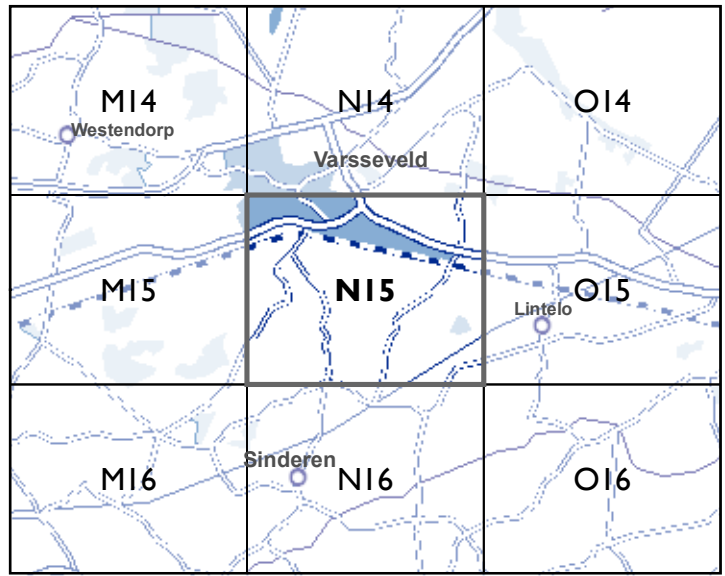 M14 N14 O14
Westendorp
Varsseveld
M15 N15 O15
Lintelo
Sinderen
M16 N16 O16